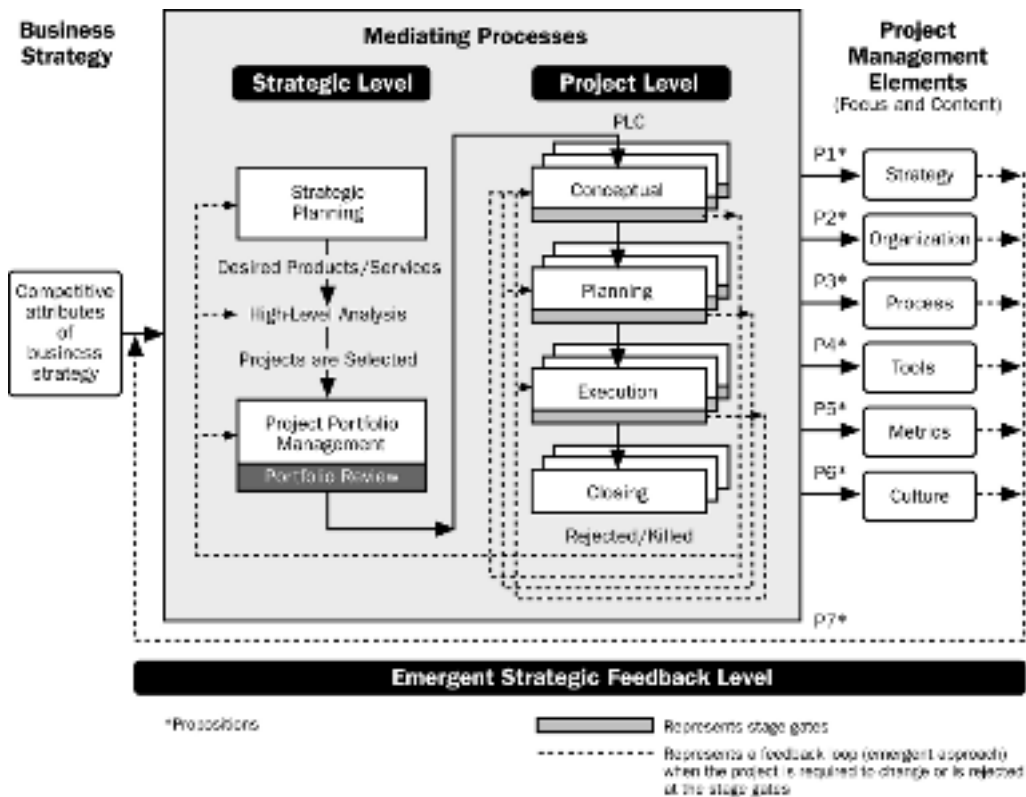 Business
Strategy
Mediating Processes
Project
Management
Elements
(Focus and Content)
Strategic Level
Project Level
PLC
Strategic
Planning
Desired Products/Services
High-Level Analysis
Projects are Selected
Project Portfolio
Management
Portfolio Review
Conceptual
Planning
Execution
Closing
Rejected/Killed
Competitive
attributes
of
business
strategy
P1*
Strategy
P2*
Organization
P3*
Process
P4*
Tools
P5*
Metrics
P6*
Culture
P7*
Emergent Strategic Feedback Level
*Propositions
Represents stage gates
Represents a feedback loop (emergent approach)
when the project is required to change or is rejected
at the stage gates